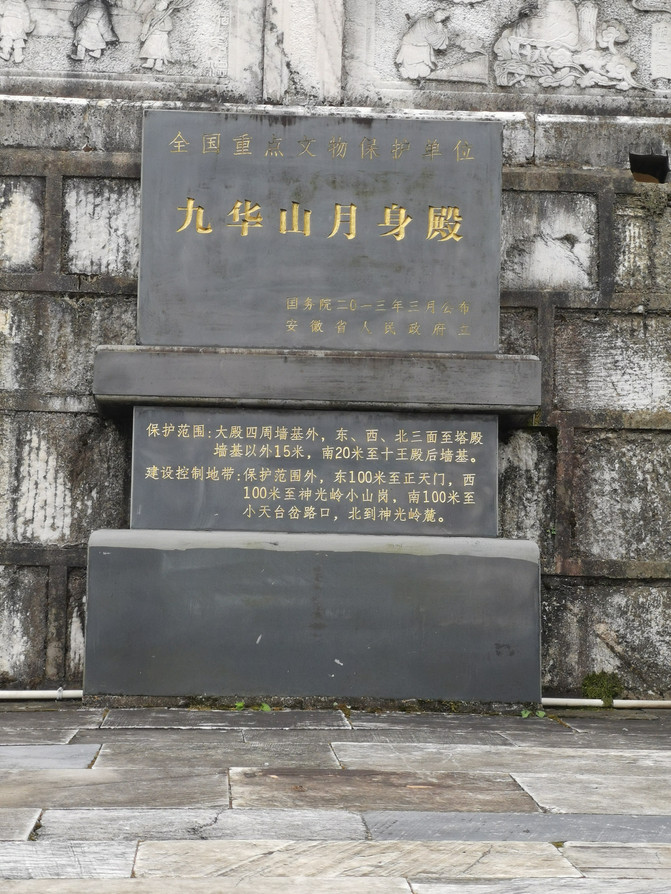 全国重点文物保护单位
九华山月身殿
国务院二〇一三年三月公布
安徽省人民政府立
保护范围:大殿四周墙基外，东、西、北三面至塔殿
墙基以外15米，南20米至十王殿后墙基。
建设控制地带:保护范围外，东100米至正天门，西
100米至神光岭小山岗，南100米至
小天台岔路口，北到神光岭麓。